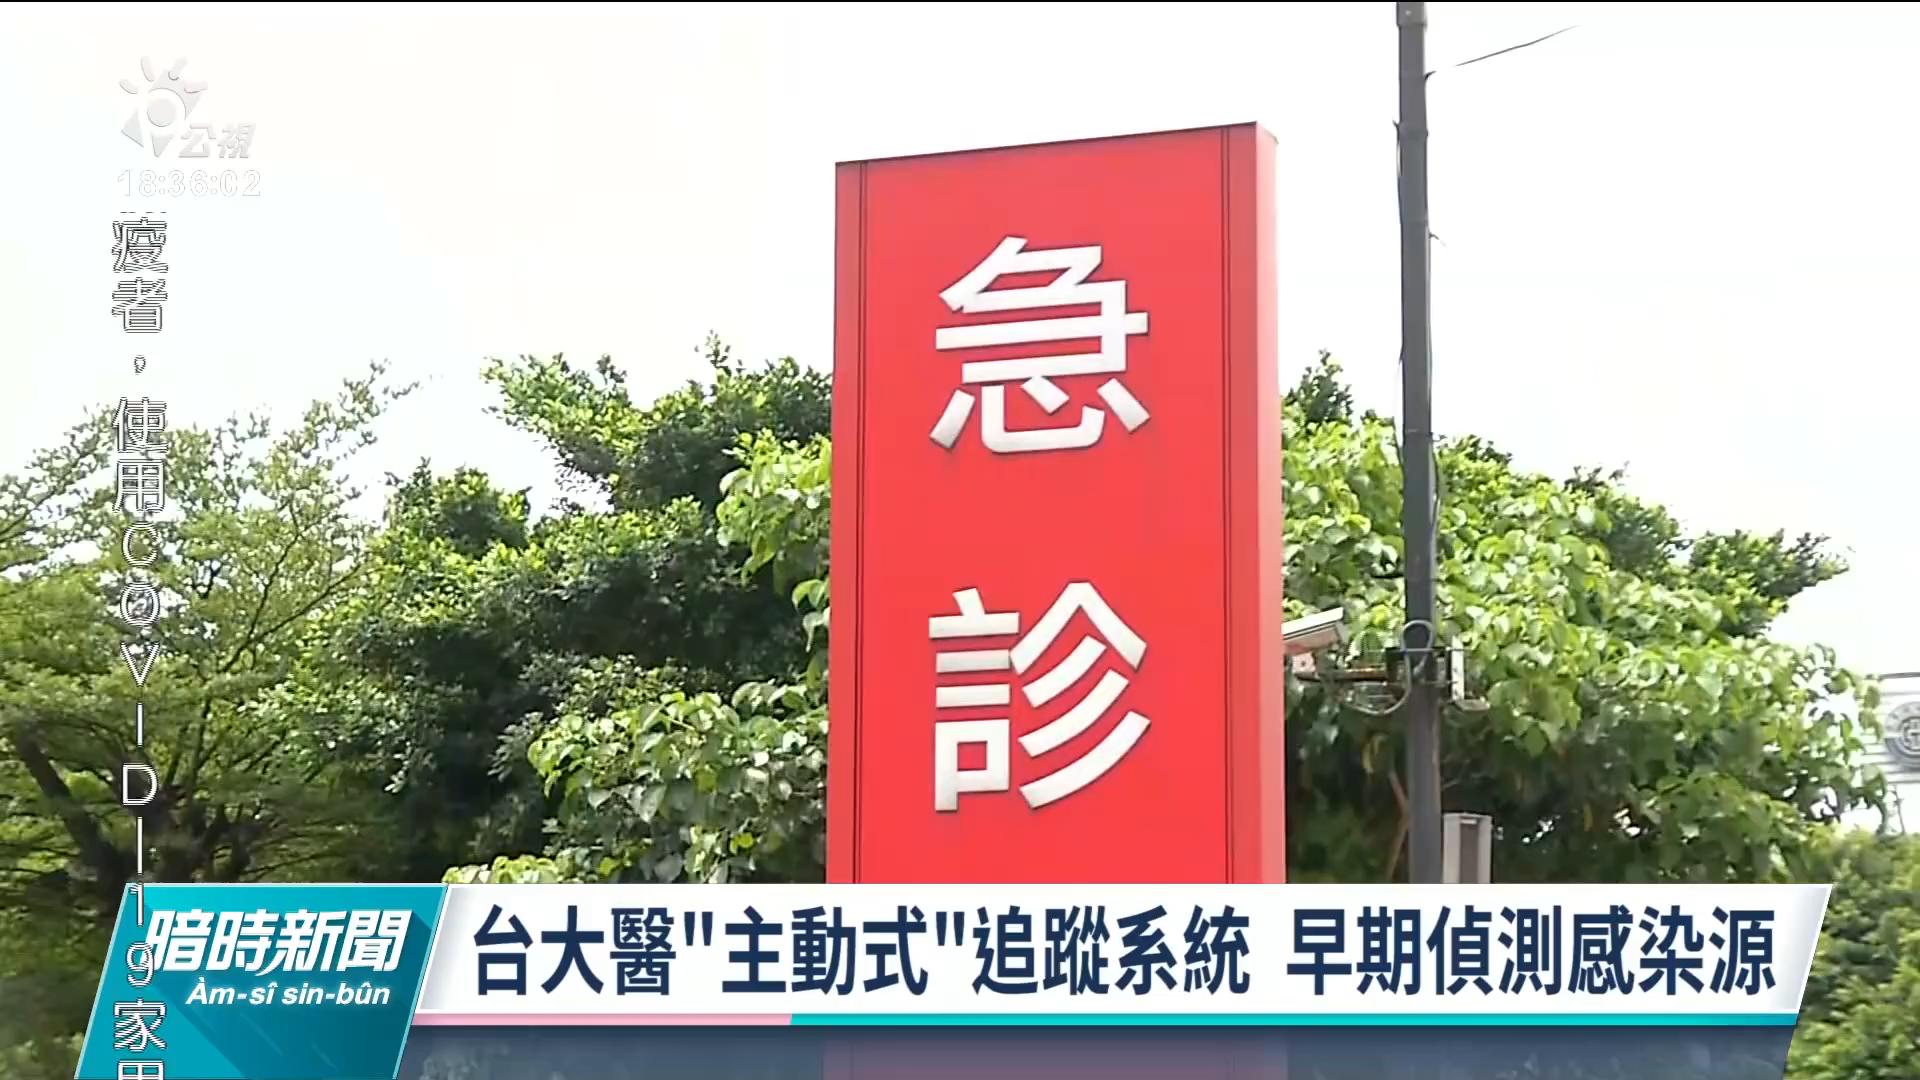 公視
18:36:02
疫者，使用COVID-19家用
急診
暗時新聞
Àm-sî sin-bûn
台大醫"主動式"追蹤系統 早期偵測感染源